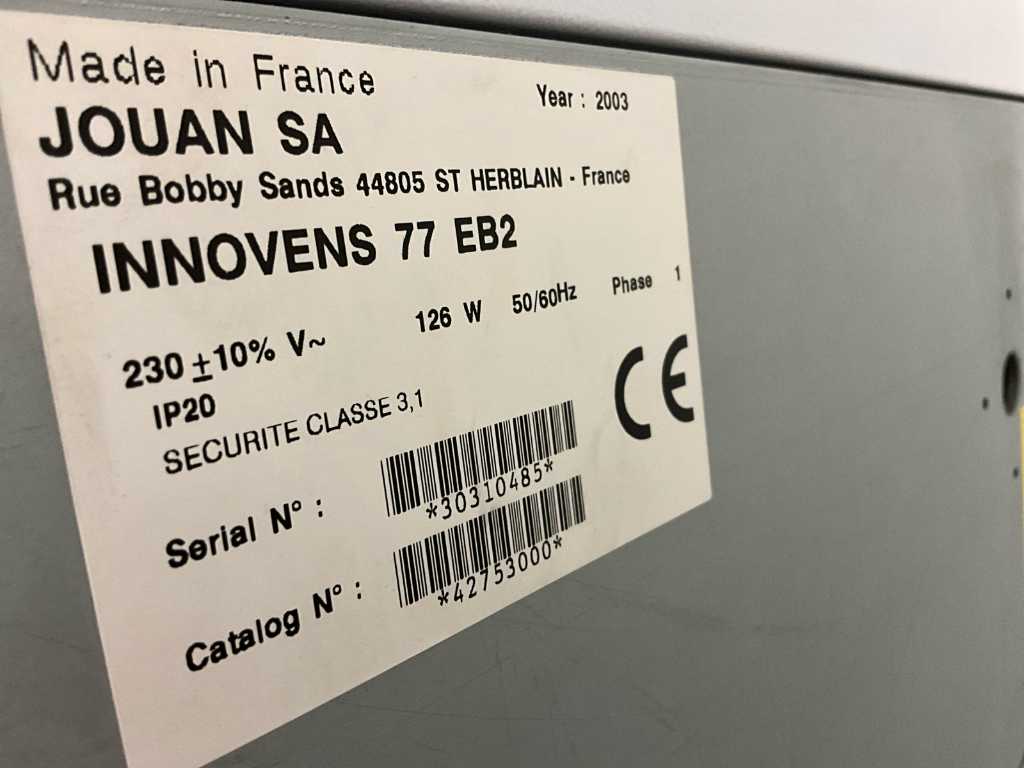 Made in France
Year : 2003
JOUAN SA
Rue Bobby Sands 44805 ST HERBLAIN - France
INNOVENS 77 EB2
230 ±10% V~ 126 W 50/60Hz Phase 1
IP20
SECURITE CLASSE 3,1
CE
Serial N° :
*30310485*
Catalog N° :
*42753000*